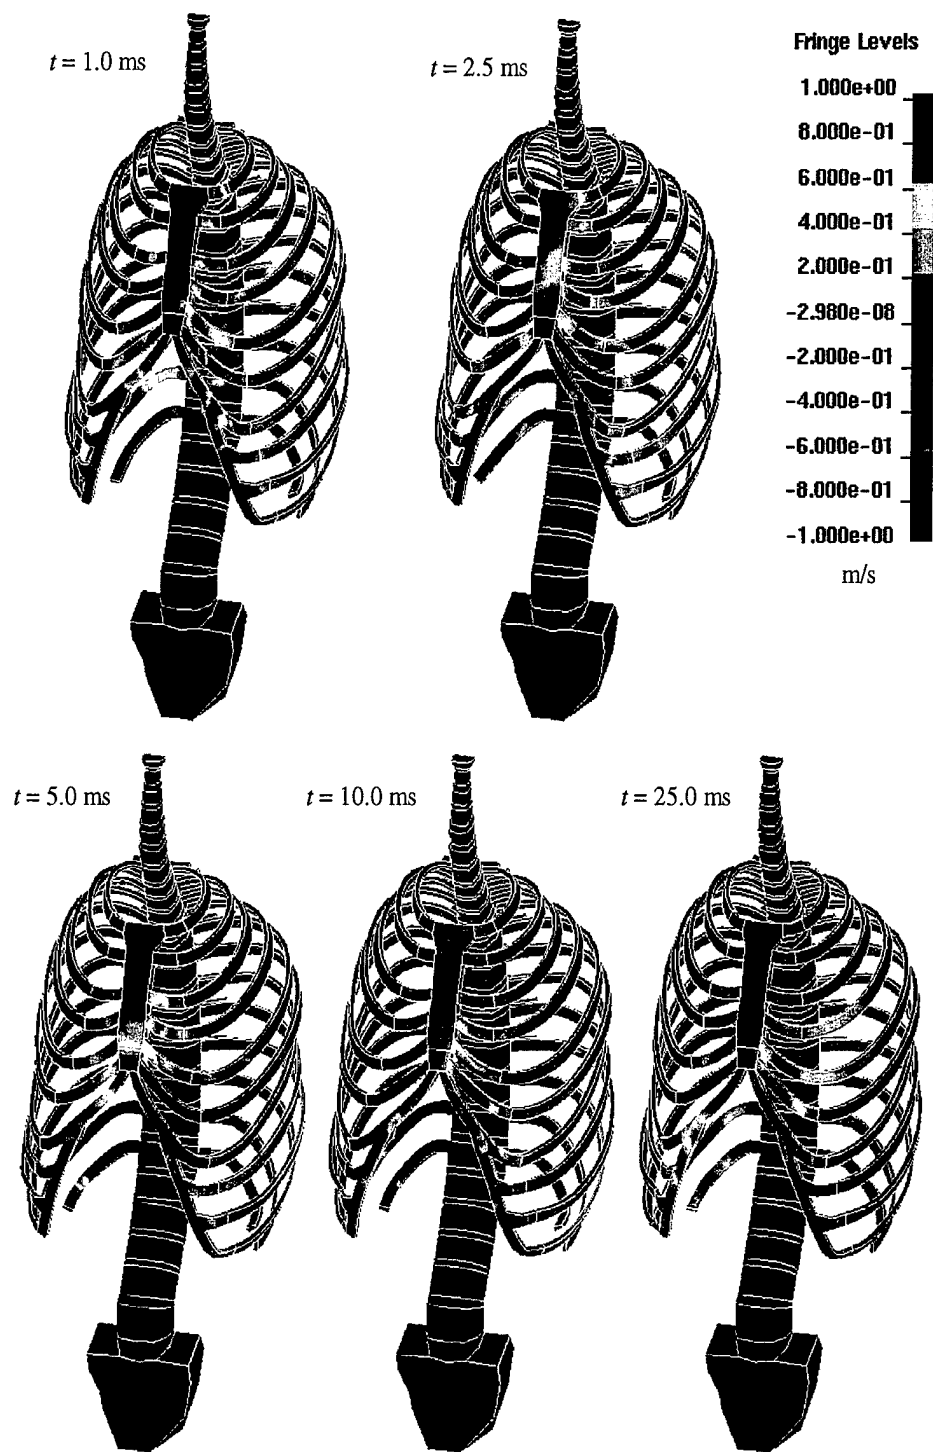 t = 1.0 ms
t = 2.5 ms
Fringe Levels
1.000e+00
8.000e-01
6.000e-01
4.000e-01
2.000e-01
-2.980e-08
-2.000e-01
-4.000e-01
-6.000e-01
-8.000e-01
-1.000e+00
m/s
t = 5.0 ms
t = 10.0 ms
t = 25.0 ms